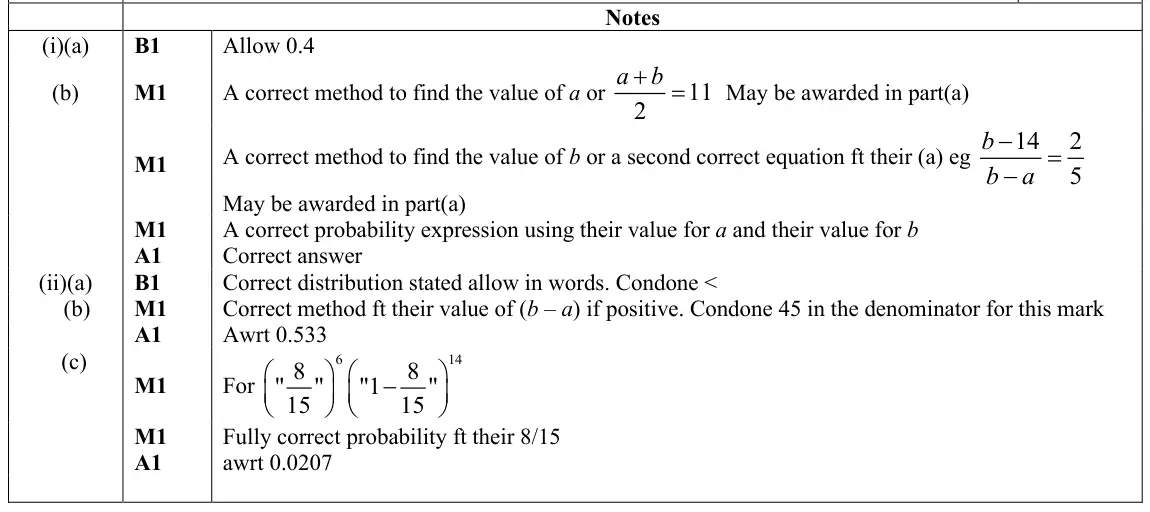 Notes
(i)(a) B1 Allow 0.4
(b) M1 A correct method to find the value of a or (a + b)/2 = 11 May be awarded in part(a)
M1 A correct method to find the value of b or a second correct equation ft their (a) eg (b − 14)/(b − a) = 2/5
May be awarded in part(a)
M1 A correct probability expression using their value for a and their value for b
A1 Correct answer
(ii)(a) B1 Correct distribution stated allow in words. Condone <
(b) M1 Correct method ft their value of (b – a) if positive. Condone 45 in the denominator for this mark
A1 Awrt 0.533
(c)
M1 For ("8/15")^6 ("1 − 8/15")^14
M1 Fully correct probability ft their 8/15
A1 awrt 0.0207